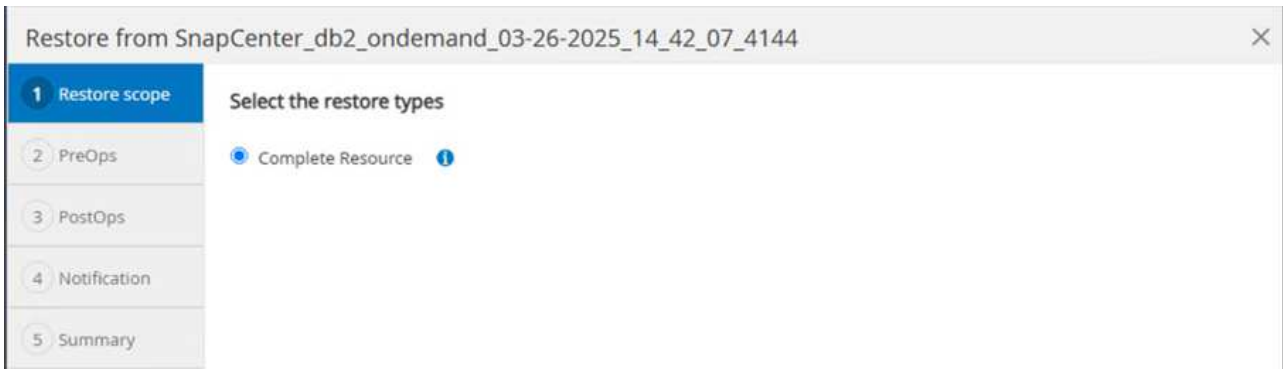 Restore from SnapCenter_db2_ondemand_03-26-2025_14_42_07_4144
1 Restore scope
Select the restore types
2 PreOps
Complete Resource
3 PostOps
4 Notification
5 Summary